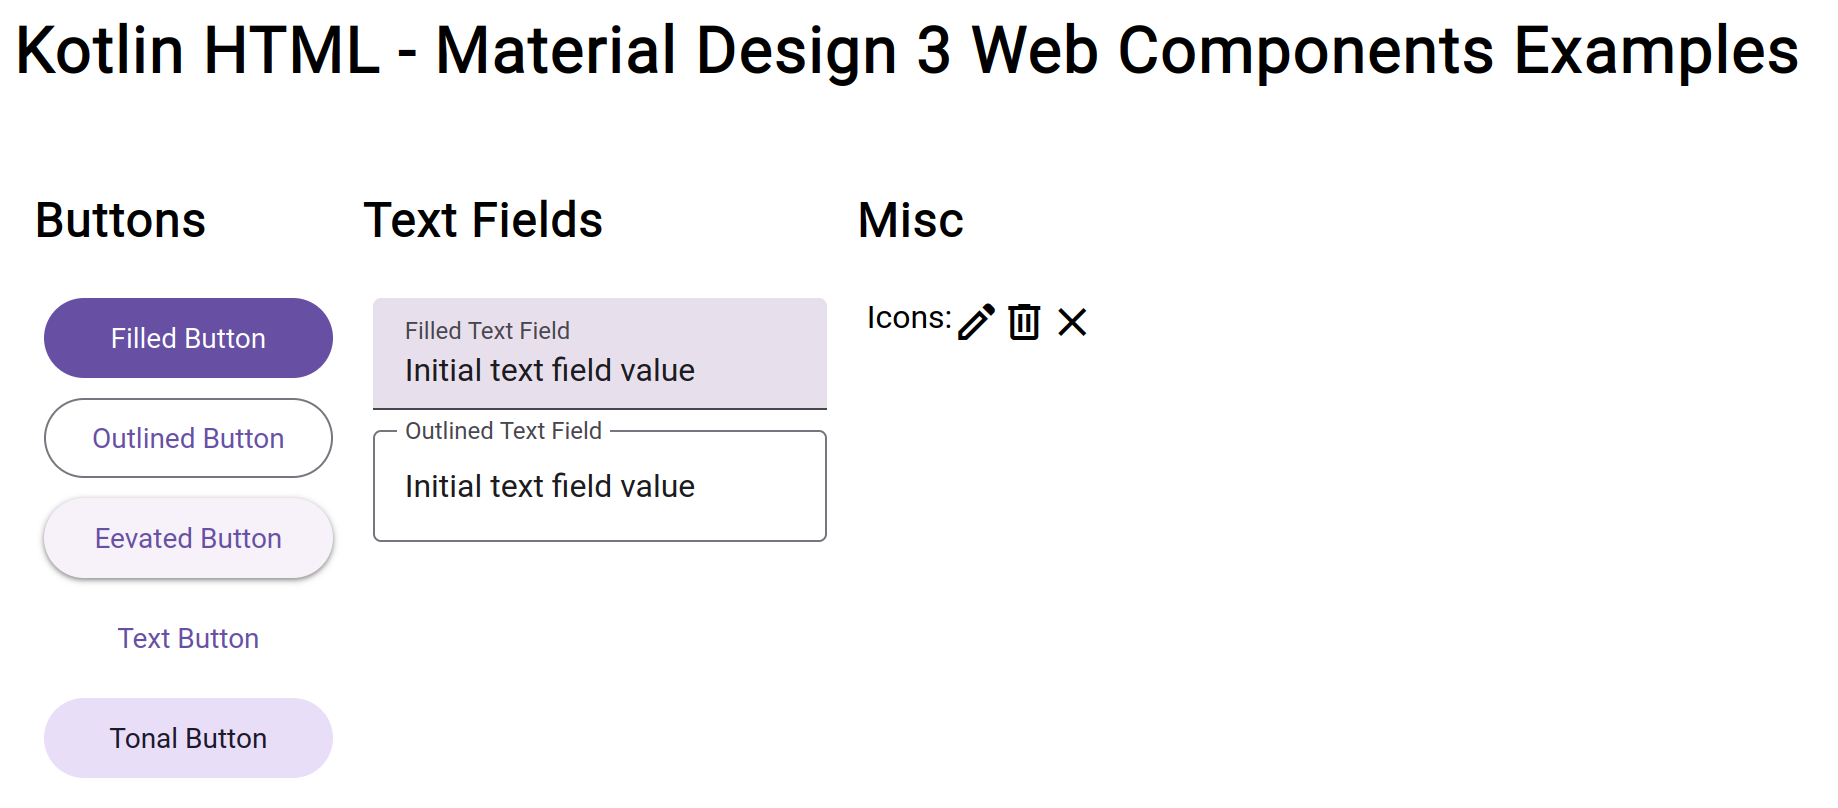 Kotlin HTML - Material Design 3 Web Components Examples
Buttons
Filled Button
Outlined Button
Eevated Button
Text Button
Tonal Button
Text Fields
Filled Text Field
Initial text field value
Outlined Text Field
Initial text field value
Misc
Icons: